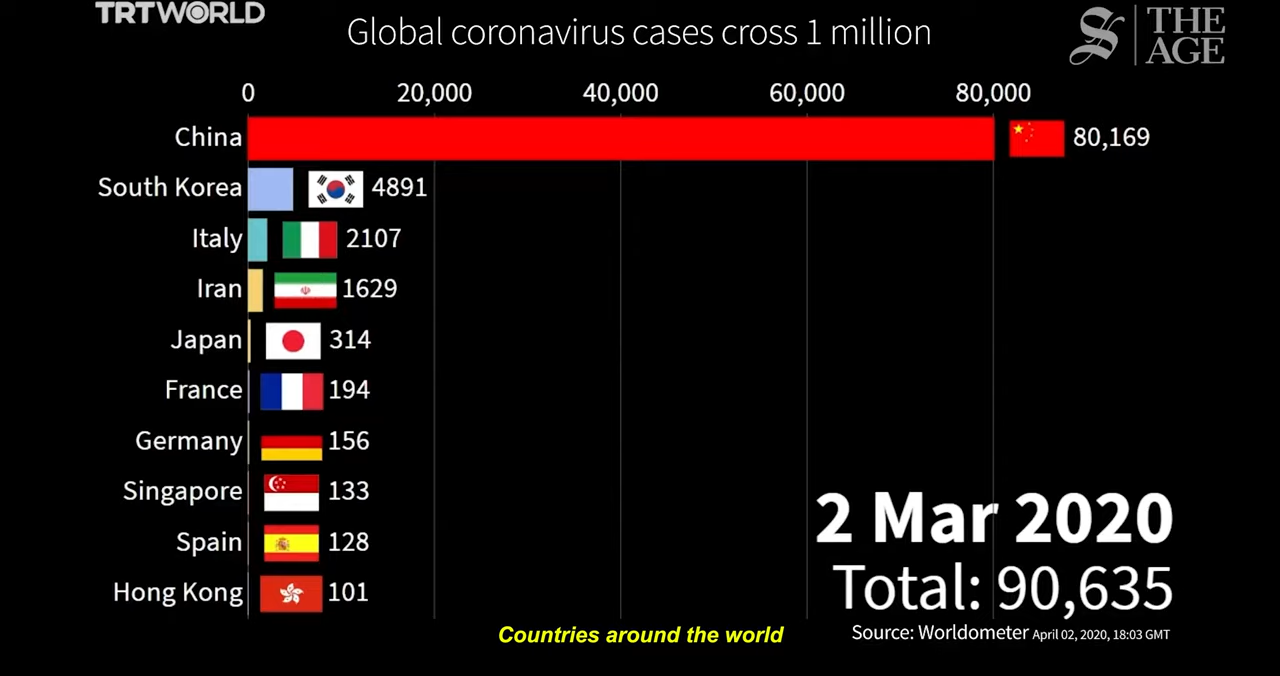 TRTWORLD
Global coronavirus cases cross 1 million
S THE AGE
0 20,000 40,000 60,000 80,000
China 80,169
South Korea 4891
Italy 2107
Iran 1629
Japan 314
France 194
Germany 156
Singapore 133
Spain 128
Hong Kong 101
2 Mar 2020
Total: 90,635
Source: Worldometer April 02, 2020, 18:03 GMT
Countries around the world